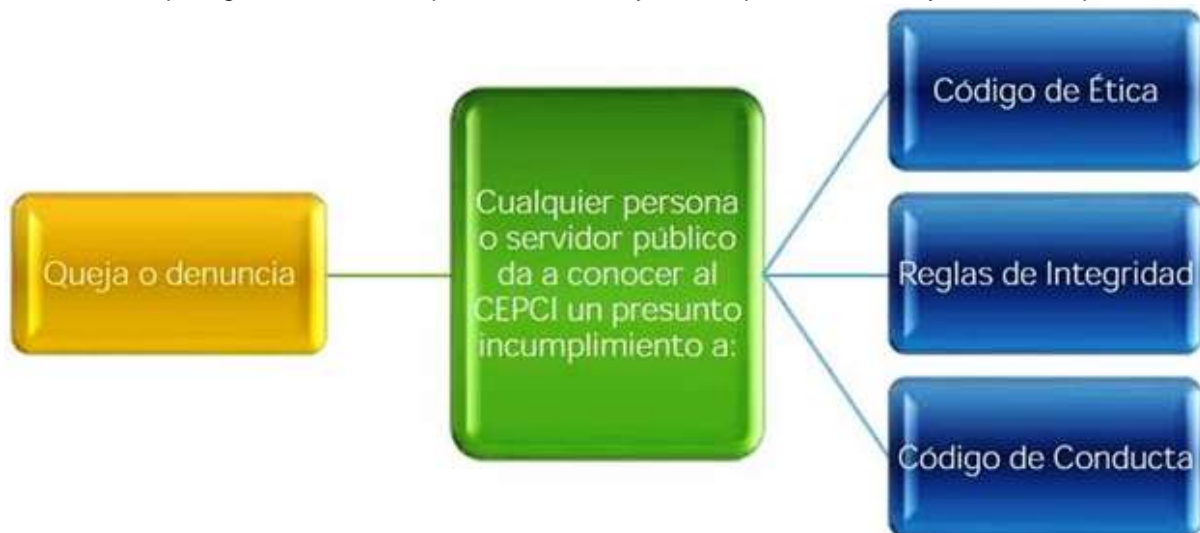 Queja o denuncia
Cualquier persona
o servidor público
da a conocer al
CEPCI un presunto
incumplimiento a:
Código de Ética
Reglas de Integridad
Código de Conducta